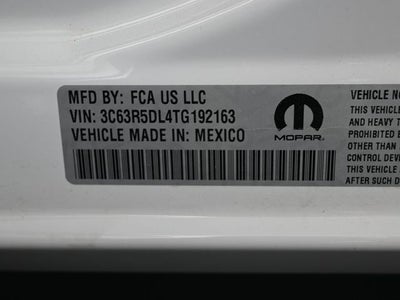 MFD BY: FCA US LLC
VIN: 3C63R5DL4TG192163
VEHICLE MADE IN: MEXICO
MOPAR
VEHICLE
THIS VEHICLE
AND HEAVY
PROHIBITED
OTHER THAN
CONTROL
THIS VEHICLE
AFTER SUCH